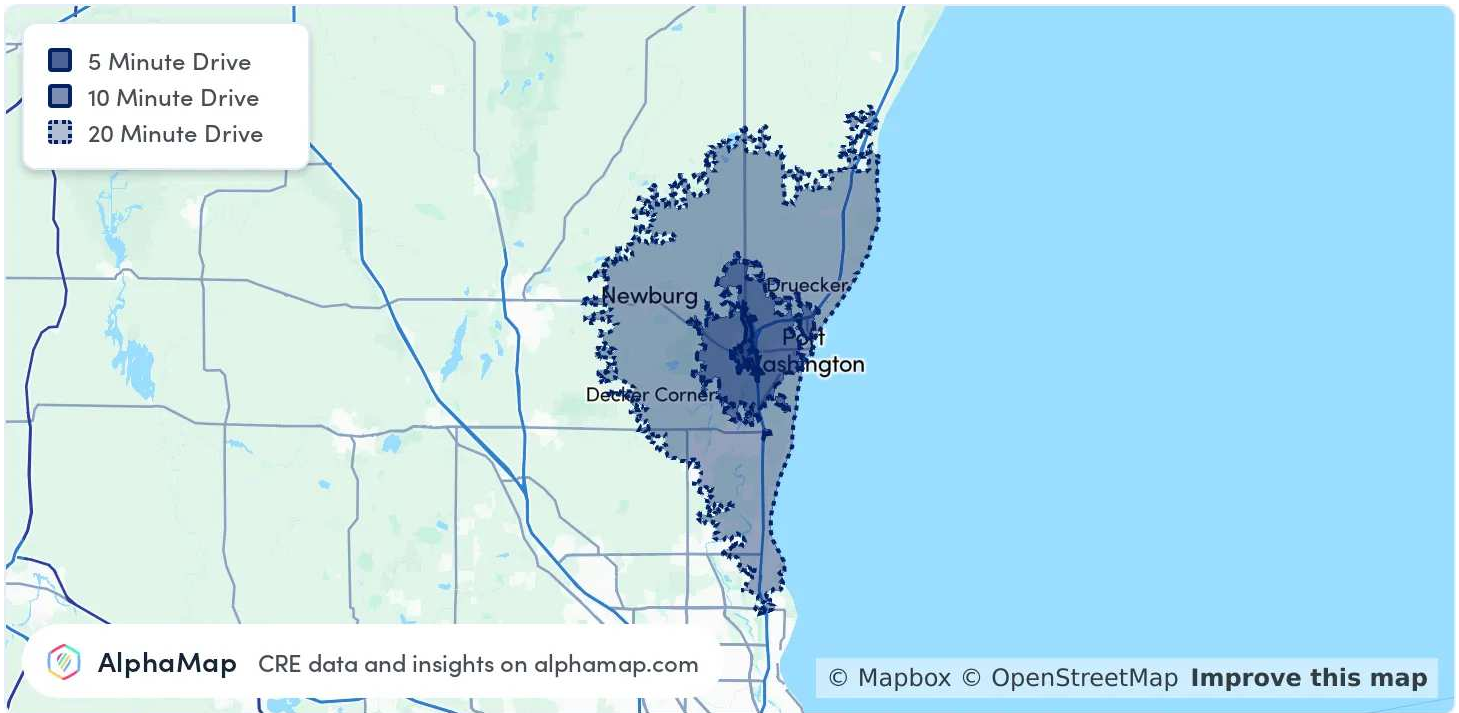 5 Minute Drive
10 Minute Drive
20 Minute Drive
Druecker
Newburg
Port
Washington
Decker Corner
AlphaMap CRE data and insights on alphamap.com
© Mapbox © OpenStreetMap Improve this map